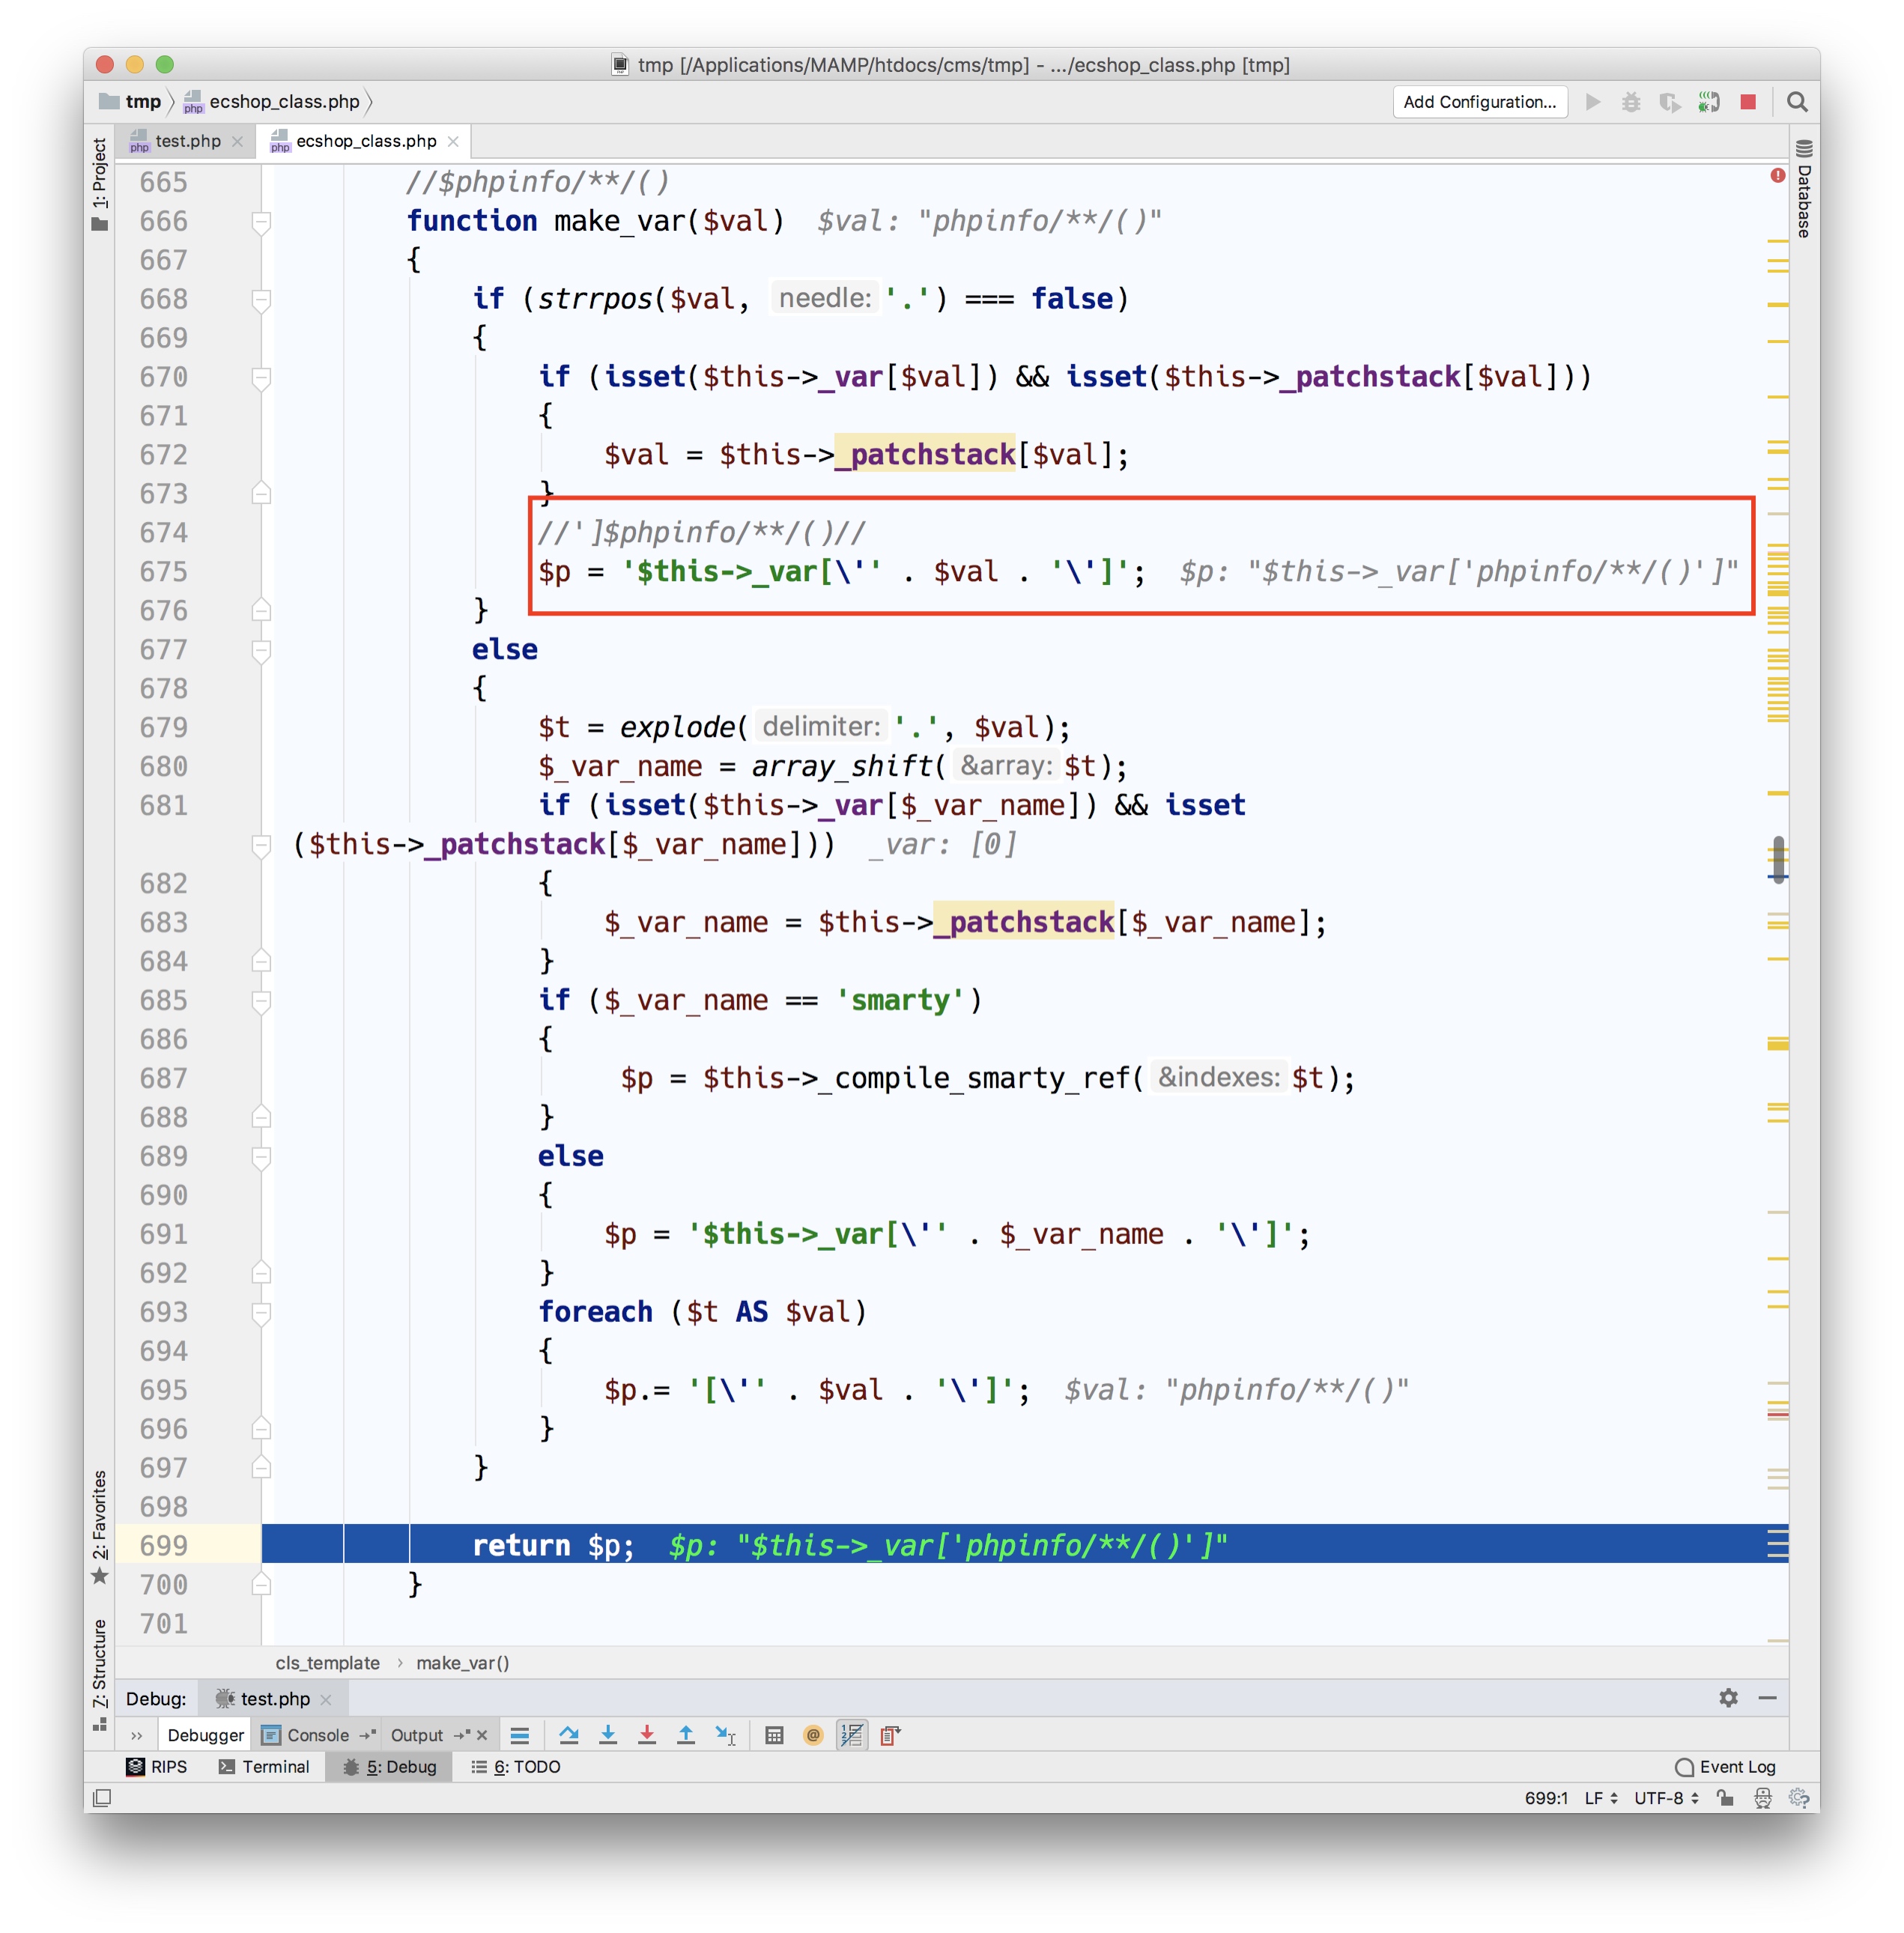 tmp [/Applications/MAMP/htdocs/cms/tmp] - .../ecshop_class.php [tmp]
tmp php ecshop_class.php Add Configuration...
php test.php php ecshop_class.php
1: Project
Database
665 //$phpinfo/**/()
666 function make_var($val) $val: "phpinfo/**/()"
667 {
668 if (strrpos($val, needle: '.') === false)
669 {
670 if (isset($this->_var[$val]) && isset($this->_patchstack[$val]))
671 {
672 $val = $this->_patchstack[$val];
673 }
674 //']$phpinfo/**/()//
675 $p = '$this->_var[\'' . $val . '\']'; $p: "$this->_var['phpinfo/**/()']"
676 }
677 else
678 {
679 $t = explode( delimiter: '.', $val);
680 $_var_name = array_shift( &array: $t);
681 if (isset($this->_var[$_var_name]) && isset
($this->_patchstack[$_var_name])) _var: [0]
682 {
683 $_var_name = $this->_patchstack[$_var_name];
684 }
685 if ($_var_name == 'smarty')
686 {
687 $p = $this->_compile_smarty_ref( &indexes: $t);
688 }
689 else
690 {
691 $p = '$this->_var[\'' . $_var_name . '\']';
692 }
693 foreach ($t AS $val)
694 {
695 $p.= '[\'' . $val . '\']'; $val: "phpinfo/**/()"
696 }
697 }
698
699 return $p; $p: "$this->_var['phpinfo/**/()']"
700 }
701
2: Favorites
7: Structure
cls_template › make_var()
Debug: test.php
» Debugger Console Output
RIPS Terminal 5: Debug 6: TODO Event Log
699:1 LF UTF-8